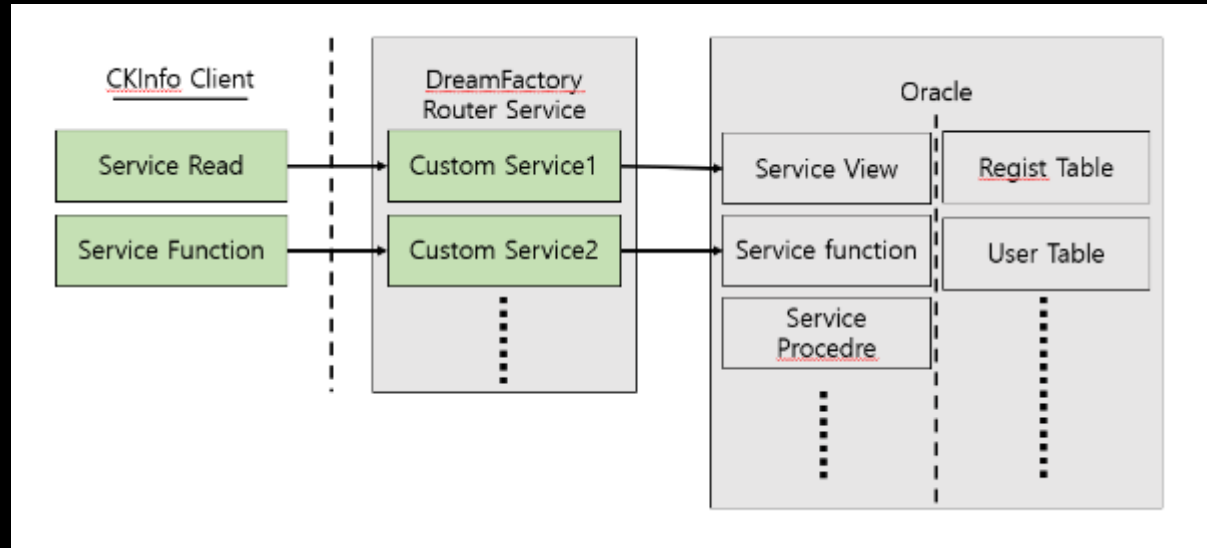 CKInfo Client
Service Read
Service Function
DreamFactory
Router Service
Custom Service1
Custom Service2
Oracle
Service View
Service function
Service
Procedre
Regist Table
User Table